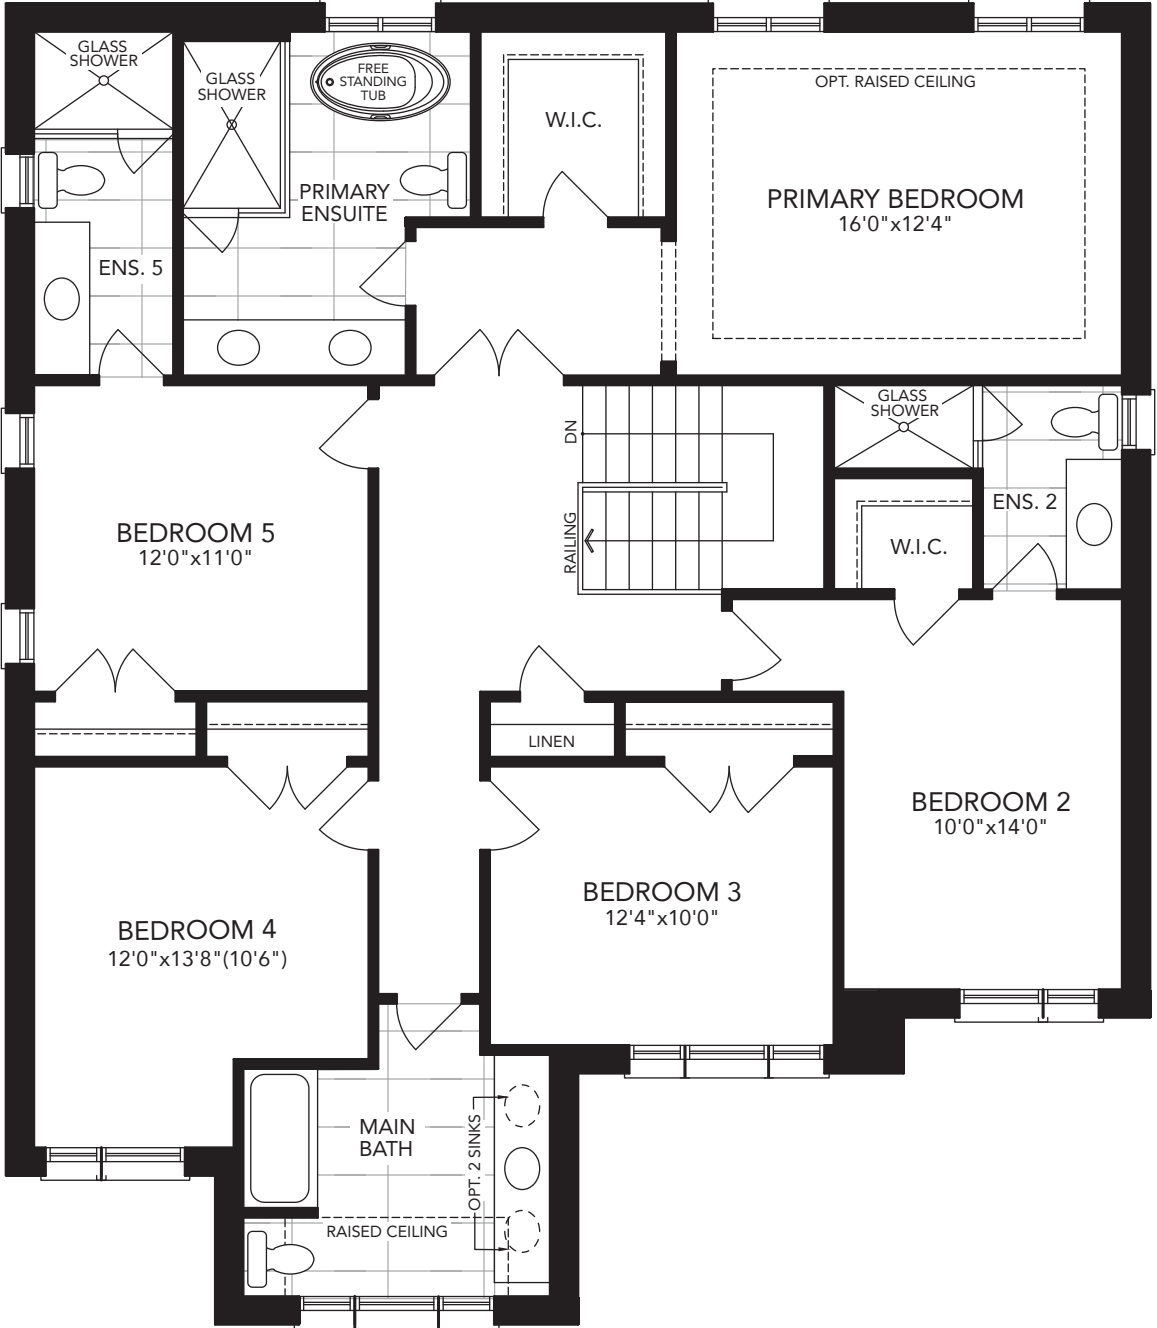 GLASS
SHOWER
GLASS
SHOWER
FREE
STANDING
TUB
W.I.C.
OPT. RAISED CEILING
PRIMARY
ENSUITE
PRIMARY BEDROOM
16'0"x12'4"
ENS. 5
GLASS
SHOWER
DN
RAILING
ENS. 2
W.I.C.
BEDROOM 5
12'0"x11'0"
LINEN
BEDROOM 2
10'0"x14'0"
BEDROOM 3
12'4"x10'0"
BEDROOM 4
12'0"x13'8"(10'6")
MAIN
BATH
OPT. 2 SINKS
RAISED CEILING